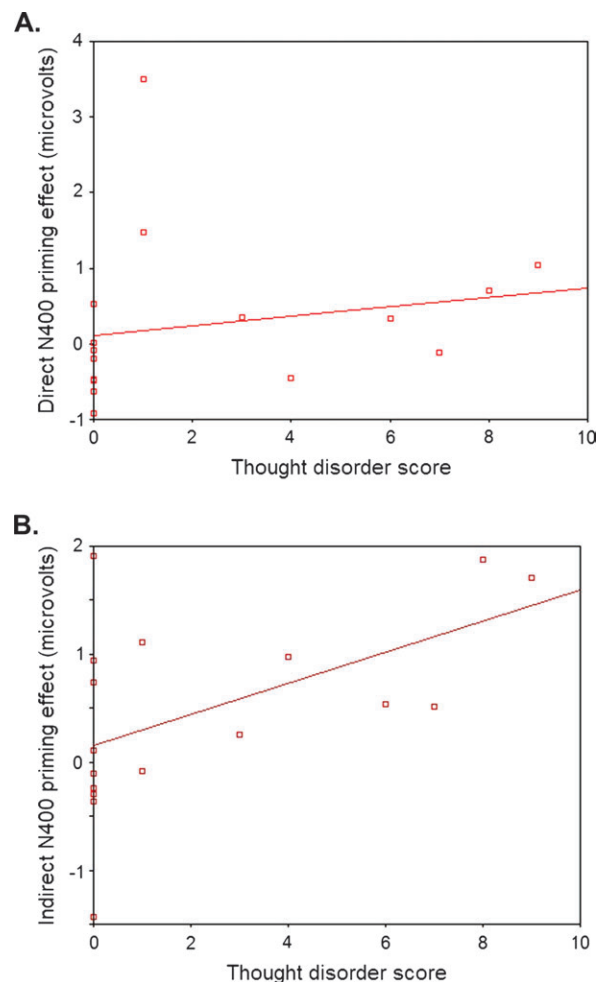 A.
Direct N400 priming effect (microvolts)
4
3
2
1
0
-1
0 2 4 6 8 10
Thought disorder score
B.
Indirect N400 priming effect (microvolts)
2
1
0
-1
0 2 4 6 8 10
Thought disorder score